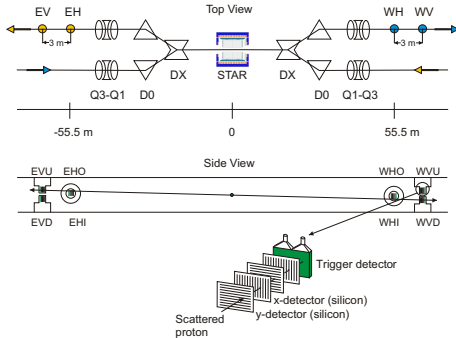 Top View
EV EH WH WV
3 m 3 m
Q3-Q1 D0 DX STAR DX D0 Q1-Q3
-55.5 m 0 55.5 m
Side View
EVU EHO WHO WVU
EVD EHI WHI WVD
Trigger detector
x-detector (silicon)
y-detector (silicon)
Scattered
proton